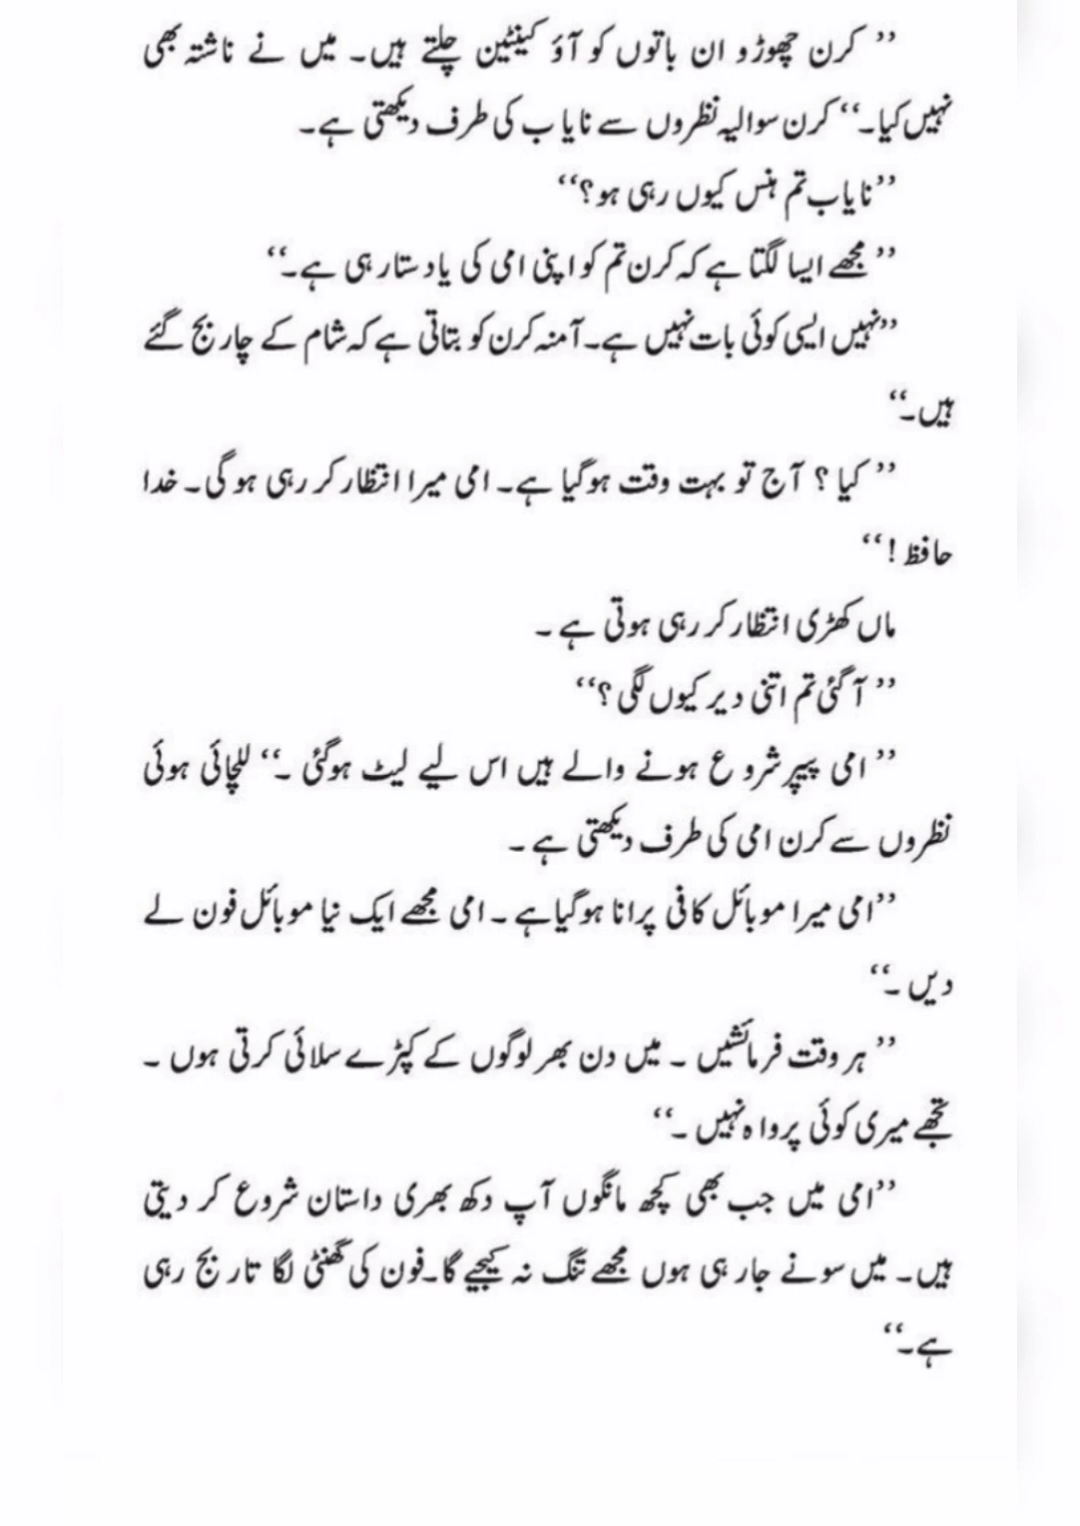 ’’ کرن چھوڑو ان باتوں کو آؤ کینٹین چلتے ہیں۔ میں نے ناشتہ بھی
نہیں کیا۔‘‘ کرن سوالیہ نظروں سے نایاب کی طرف دیکھتی ہے۔
’’نایاب تم ہنس کیوں رہی ہو؟‘‘
’’ مجھے ایسا لگتا ہے کہ کرن تم کو اپنی امی کی یاد ستا رہی ہے۔‘‘
’’نہیں ایسی کوئی بات نہیں ہے۔ آمنہ کرن کو بتاتی ہے کہ شام کے چار بج گئے
ہیں۔‘‘
’’ کیا ؟ آج تو بہت وقت ہوگیا ہے۔ امی میرا انتظار کر رہی ہوگی۔ خدا
حافظ !‘‘
ماں کھڑی انتظار کر رہی ہوتی ہے ۔
’’ آگئی تم اتنی دیر کیوں لگی ؟‘‘
’’ امی پیپر شروع ہونے والے ہیں اس لیے لیٹ ہوگئی ۔‘‘ للچائی ہوئی
نظروں سے کرن امی کی طرف دیکھتی ہے ۔
’’امی میرا موبائل کافی پرانا ہوگیا ہے ۔ امی مجھے ایک نیا موبائل فون لے
دیں ۔‘‘
’’ ہر وقت فرمائشیں ۔ میں دن بھر لوگوں کے کپڑے سلائی کرتی ہوں ۔
تجھے میری کوئی پرواہ نہیں ۔‘‘
’’امی میں جب بھی کچھ مانگوں آپ دکھ بھری داستان شروع کر دیتی
ہیں۔ میں سونے جا رہی ہوں مجھے تنگ نہ کیجیے گا۔ فون کی گھنٹی لگا تار بج رہی
ہے۔‘‘